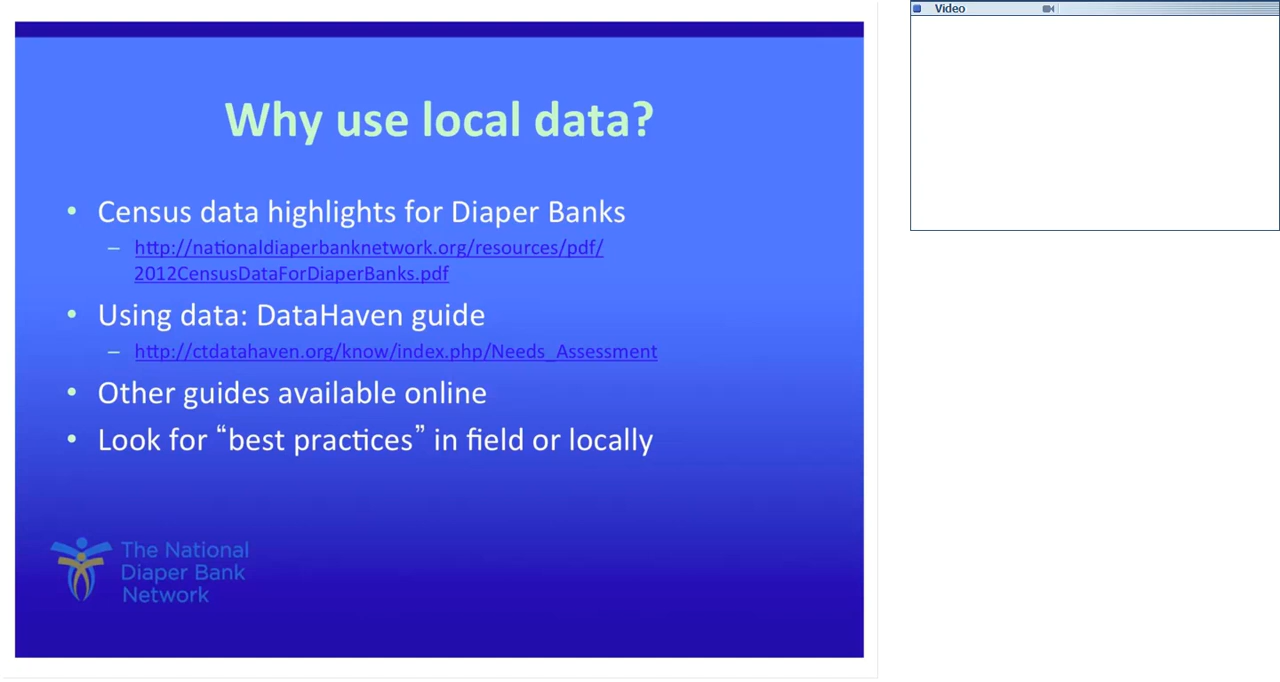 Why use local data?
• Census data highlights for Diaper Banks
– http://nationaldiaperbanknetwork.org/resources/pdf/
2012CensusDataForDiaperBanks.pdf
• Using data: DataHaven guide
– http://ctdatahaven.org/know/index.php/Needs_Assessment
• Other guides available online
• Look for “best practices” in field or locally
The National
Diaper Bank
Network
Video